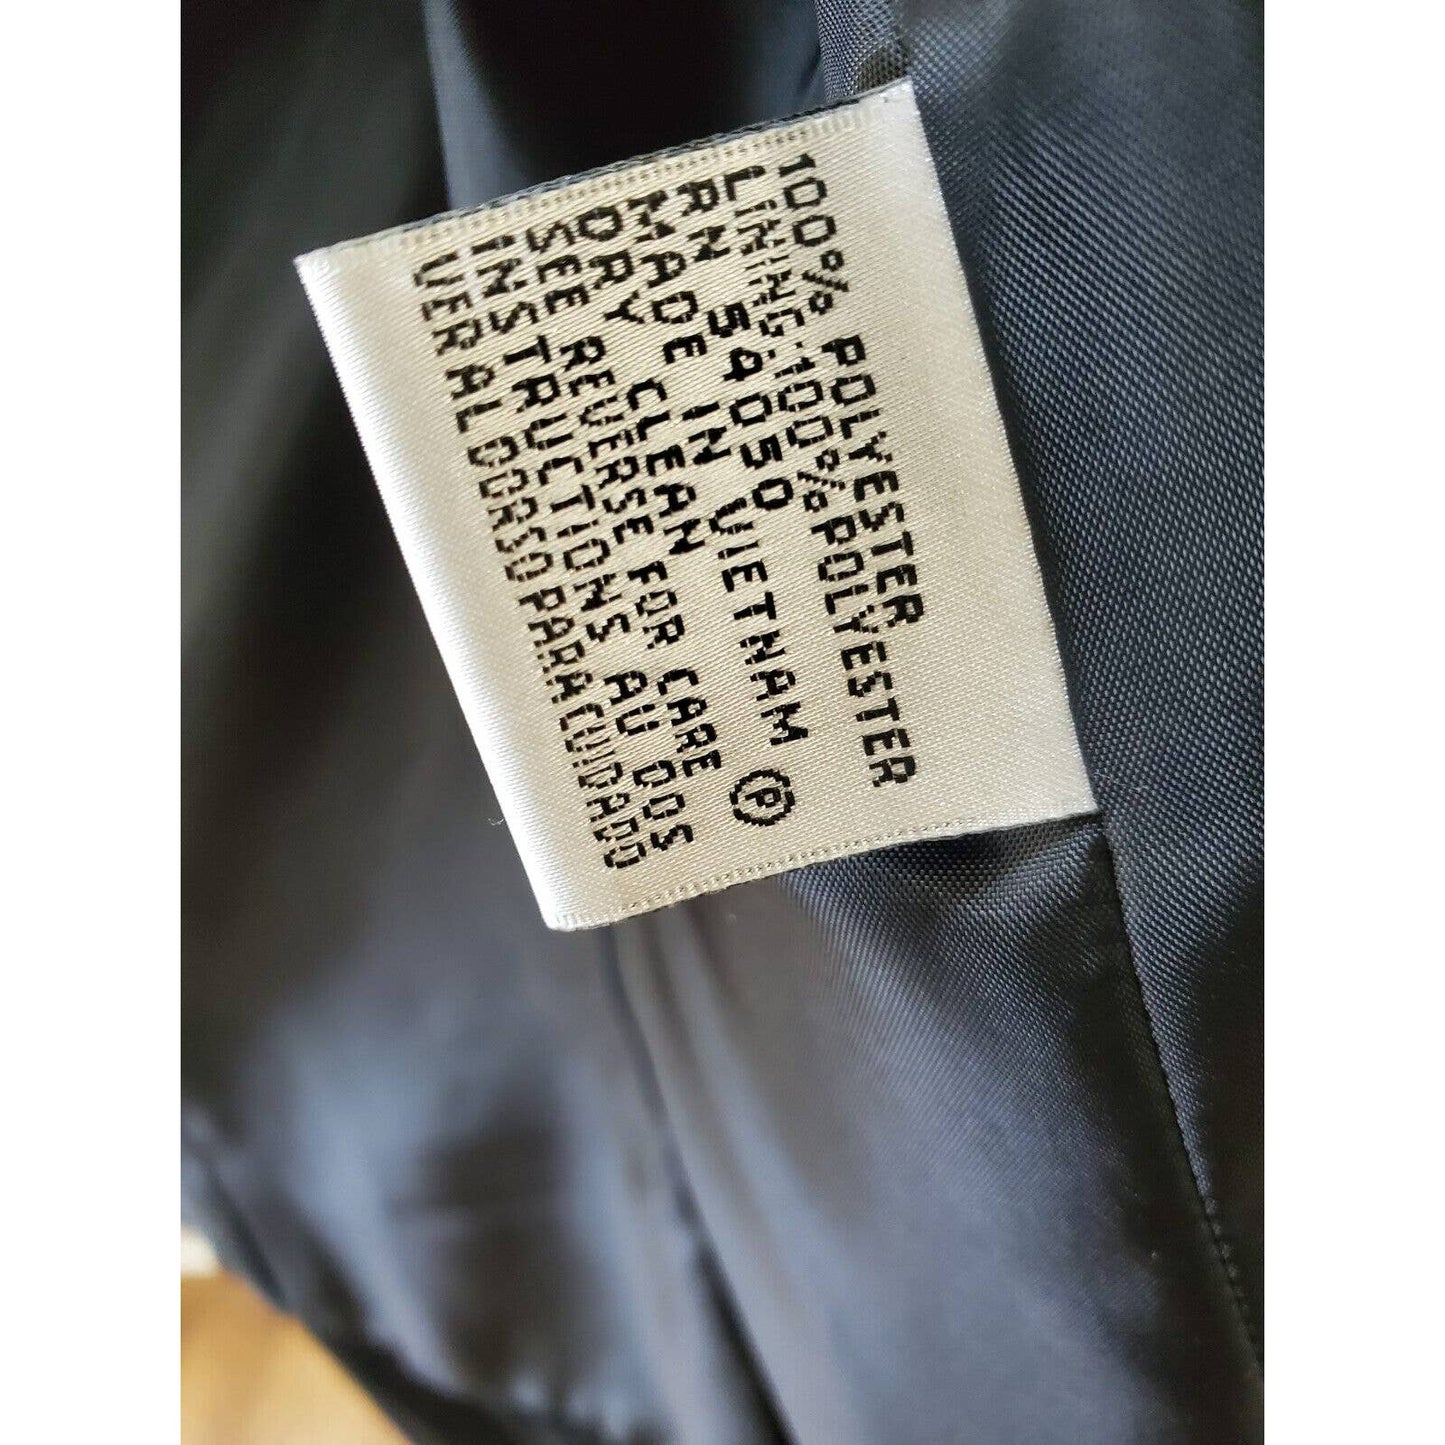 100% POLYESTER
LINING:100% POLYESTER
RN 54050
MADE IN VIETNAM
DRY CLEAN Ⓟ
SEE REVERSE FOR CARE
INSTRUCTIONS AU DOS
VER AL DORSO PARA CUIDADO